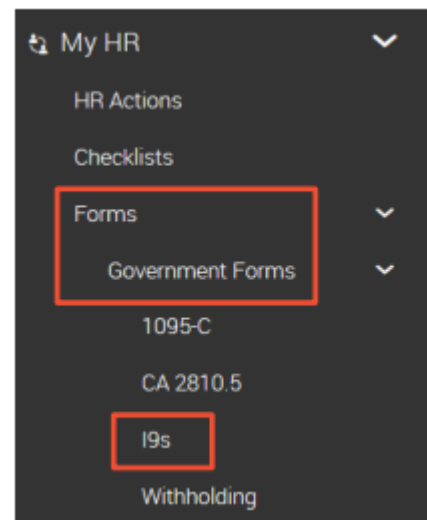 My HR
HR Actions
Checklists
Forms
Government Forms
1095-C
CA 2810.5
I9s
Withholding